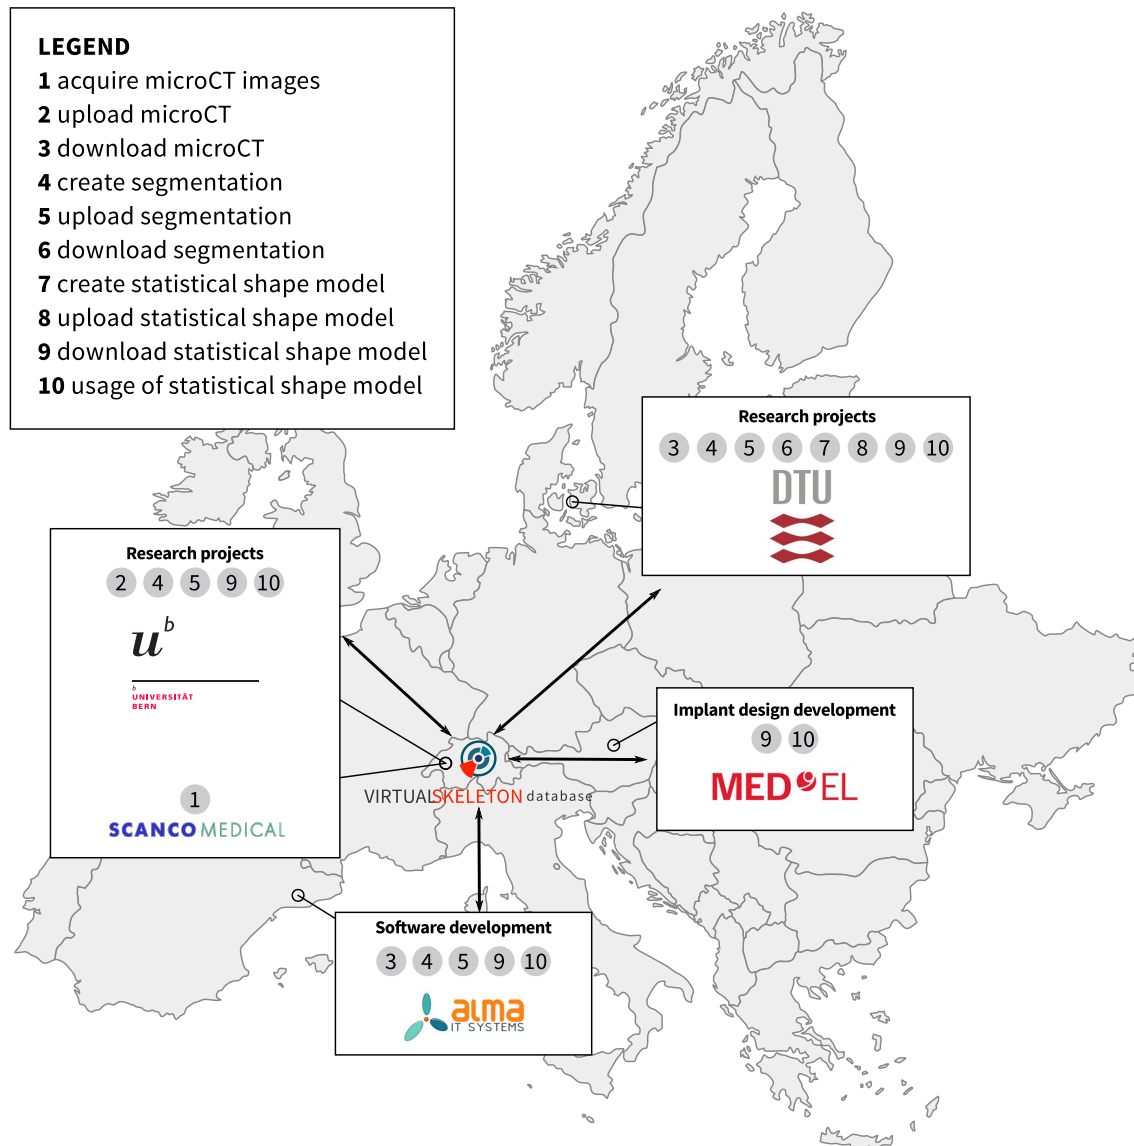 LEGEND
1 acquire microCT images
2 upload microCT
3 download microCT
4 create segmentation
5 upload segmentation
6 download segmentation
7 create statistical shape model
8 upload statistical shape model
9 download statistical shape model
10 usage of statistical shape model
Research projects
3 4 5 6 7 8 9 10
DTU
Research projects
2 4 5 9 10
u b
b
UNIVERSITÄT
BERN
1
SCANCO MEDICAL
Implant design development
9 10
MED EL
VIRTUALSKELETON database
Software development
3 4 5 9 10
alma
IT SYSTEMS